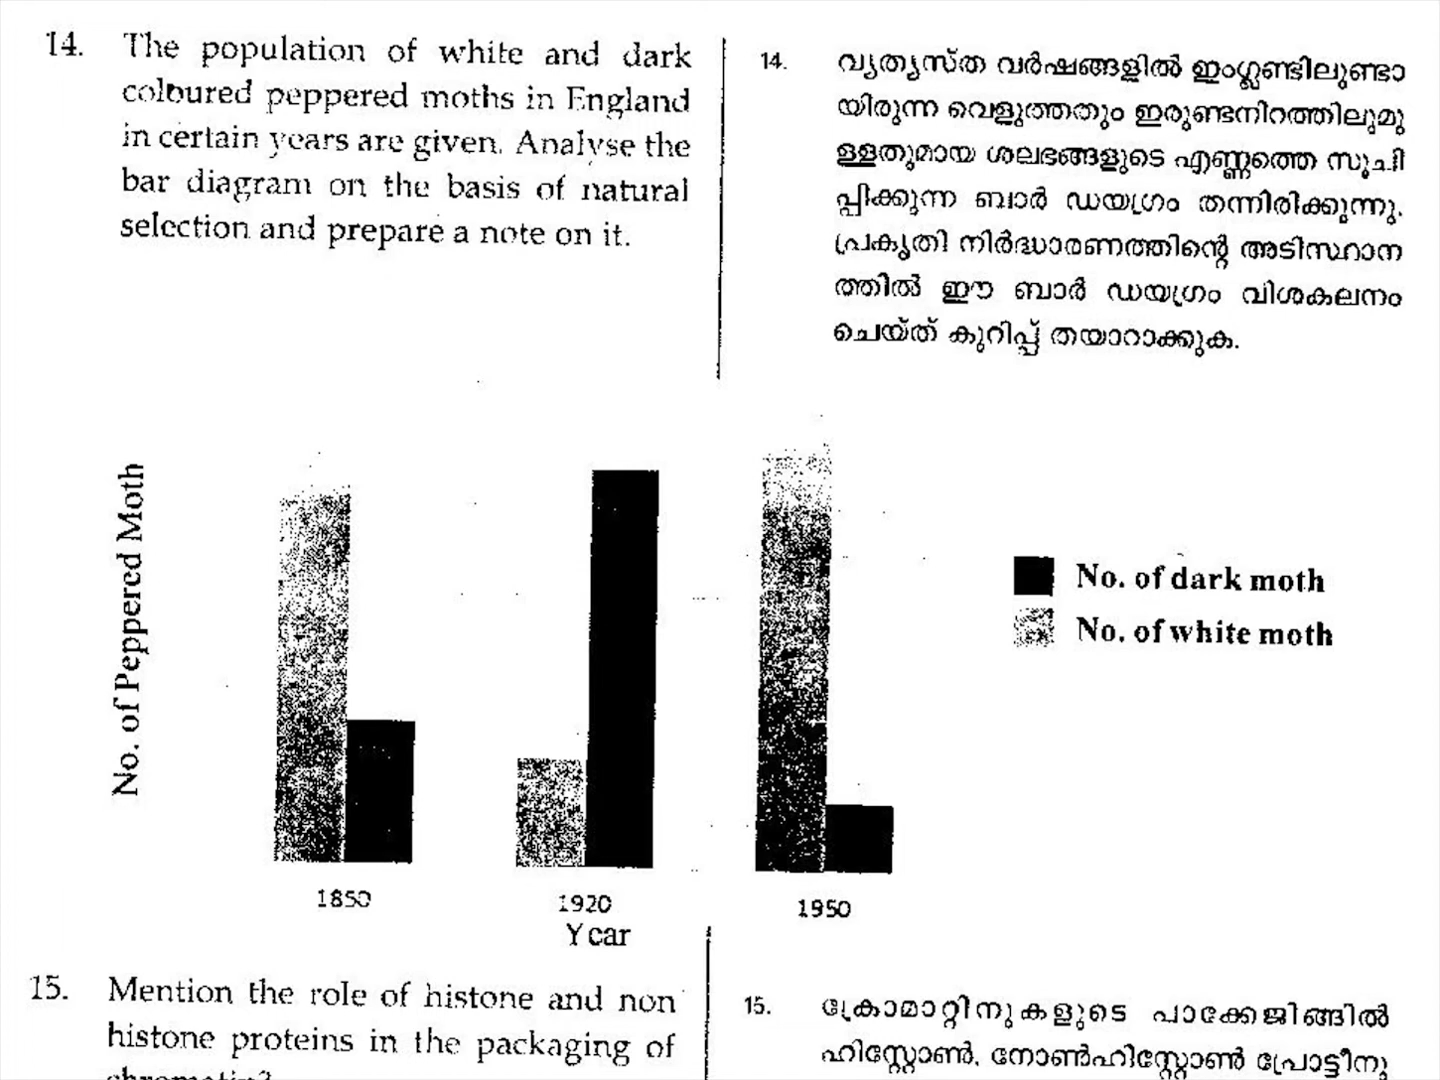 14. The population of white and dark
coloured peppered moths in England
in certain years are given. Analyse the
bar diagram on the basis of natural
selection and prepare a note on it.
14. വ്യത്യസ്ത വർഷങ്ങളിൽ ഇംഗ്ലണ്ടിലുണ്ടാ
യിരുന്ന വെളുത്തതും ഇരുണ്ടനിറത്തിലുമു
ള്ളതുമായ ശലഭങ്ങളുടെ എണ്ണത്തെ സൂചി
പ്പിക്കുന്ന ബാർ ഡയഗ്രം തന്നിരിക്കുന്നു.
പ്രകൃതി നിർദ്ധാരണത്തിന്റെ അടിസ്ഥാന
ത്തിൽ ഈ ബാർ ഡയഗ്രം വിശകലനം
ചെയ്ത് കുറിപ്പ് തയാറാക്കുക.
No. of Peppered Moth
No. of dark moth
No. of white moth
1850 1920 1950
Year
15. Mention the role of histone and non
histone proteins in the packaging of
chromatin?
15. ക്രോമാറ്റിനുകളുടെ പാക്കേജിങ്ങിൽ
ഹിസ്റ്റോൺ, നോൺഹിസ്റ്റോൺ പ്രോട്ടീനു